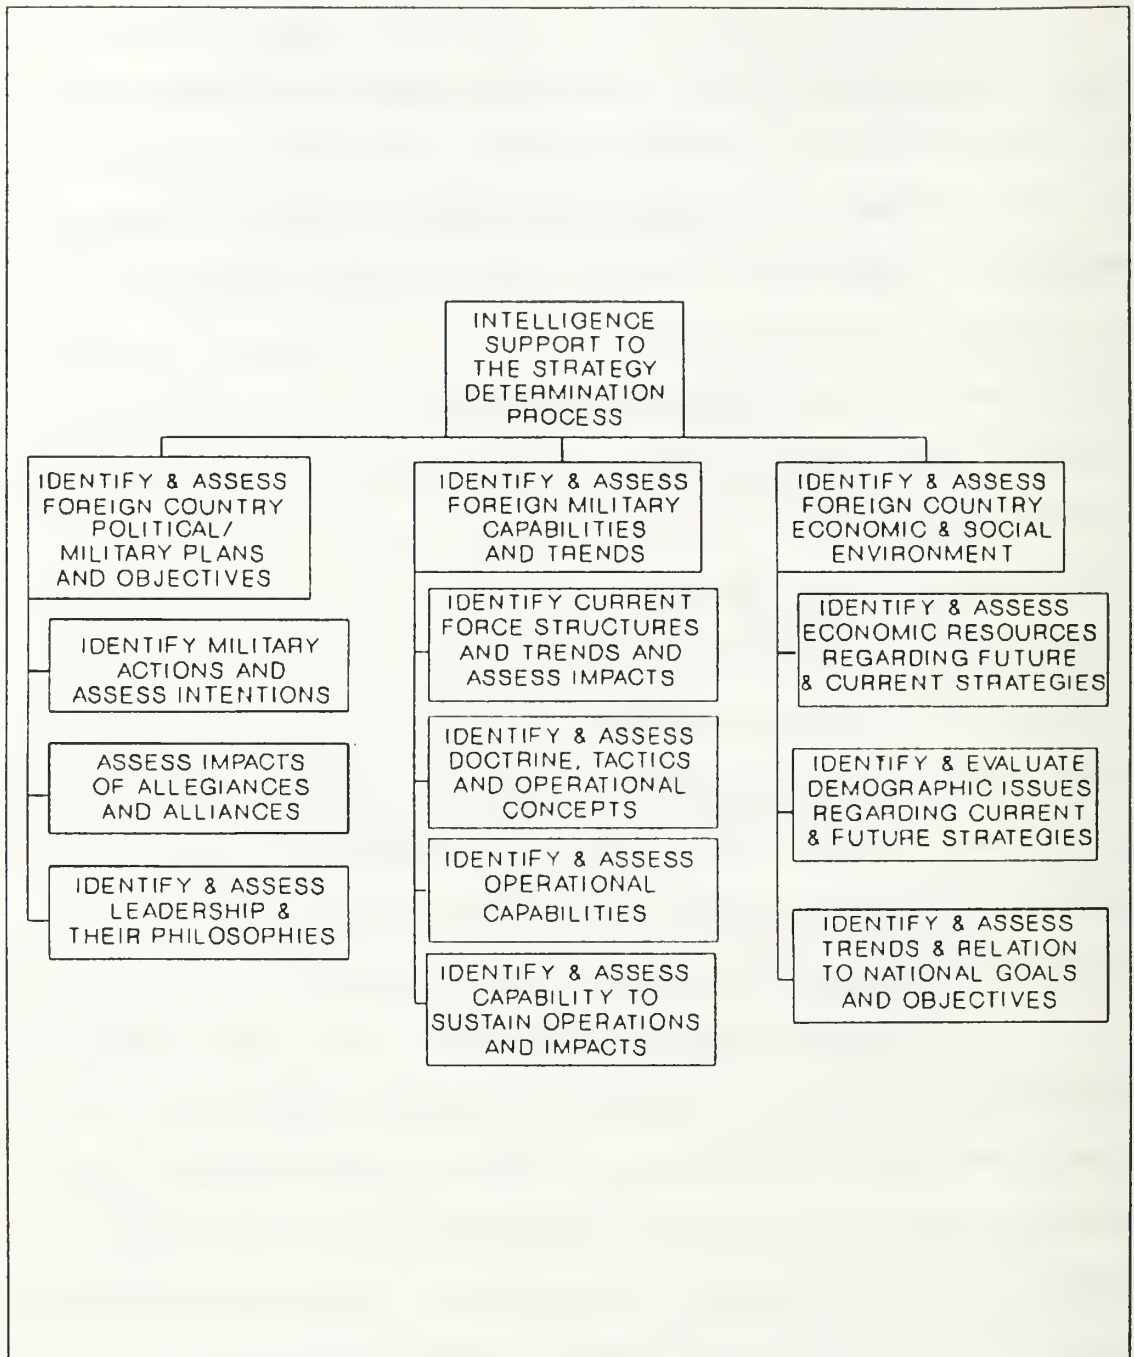 INTELLIGENCE
SUPPORT TO
THE STRATEGY
DETERMINATION
PROCESS
IDENTIFY & ASSESS
FOREIGN COUNTRY
POLITICAL/
MILITARY PLANS
AND OBJECTIVES
IDENTIFY MILITARY
ACTIONS AND
ASSESS INTENTIONS
ASSESS IMPACTS
OF ALLEGIANCES
AND ALLIANCES
IDENTIFY & ASSESS
LEADERSHIP &
THEIR PHILOSOPHIES
IDENTIFY & ASSESS
FOREIGN MILITARY
CAPABILITIES
AND TRENDS
IDENTIFY CURRENT
FORCE STRUCTURES
AND TRENDS AND
ASSESS IMPACTS
IDENTIFY & ASSESS
DOCTRINE, TACTICS
AND OPERATIONAL
CONCEPTS
IDENTIFY & ASSESS
OPERATIONAL
CAPABILITIES
IDENTIFY & ASSESS
CAPABILITY TO
SUSTAIN OPERATIONS
AND IMPACTS
IDENTIFY & ASSESS
FOREIGN COUNTRY
ECONOMIC & SOCIAL
ENVIRONMENT
IDENTIFY & ASSESS
ECONOMIC RESOURCES
REGARDING FUTURE
& CURRENT STRATEGIES
IDENTIFY & EVALUATE
DEMOGRAPHIC ISSUES
REGARDING CURRENT
& FUTURE STRATEGIES
IDENTIFY & ASSESS
TRENDS & RELATION
TO NATIONAL GOALS
AND OBJECTIVES